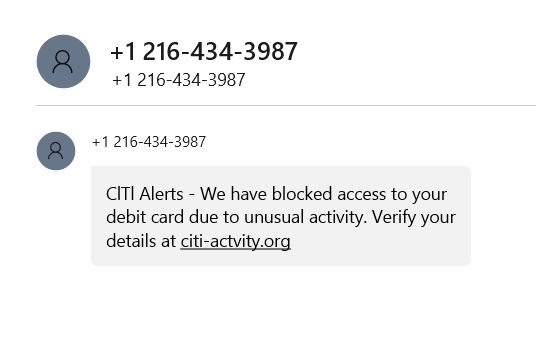 +1 216-434-3987
+1 216-434-3987
+1 216-434-3987
ClTl Alerts - We have blocked access to your
debit card due to unusual activity. Verify your
details at citi-actvity.org